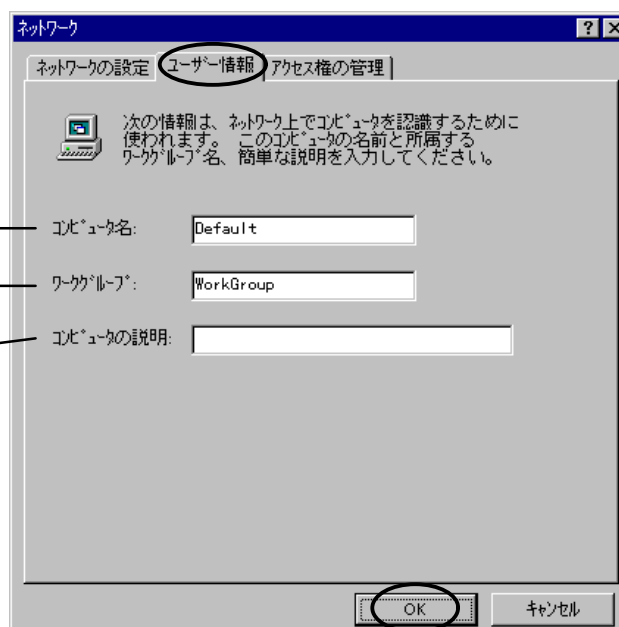 ネットワーク
ネットワークの設定 ユーザー情報 アクセス権の管理
次の情報は、ネットワーク上でコンピュータを認識するために
使われます。 このコンピュータの名前と所属する
ワークグループ名、簡単な説明を入力してください。
コンピュータ名: Default
ワークグループ: WorkGroup
コンピュータの説明:
OK キャンセル